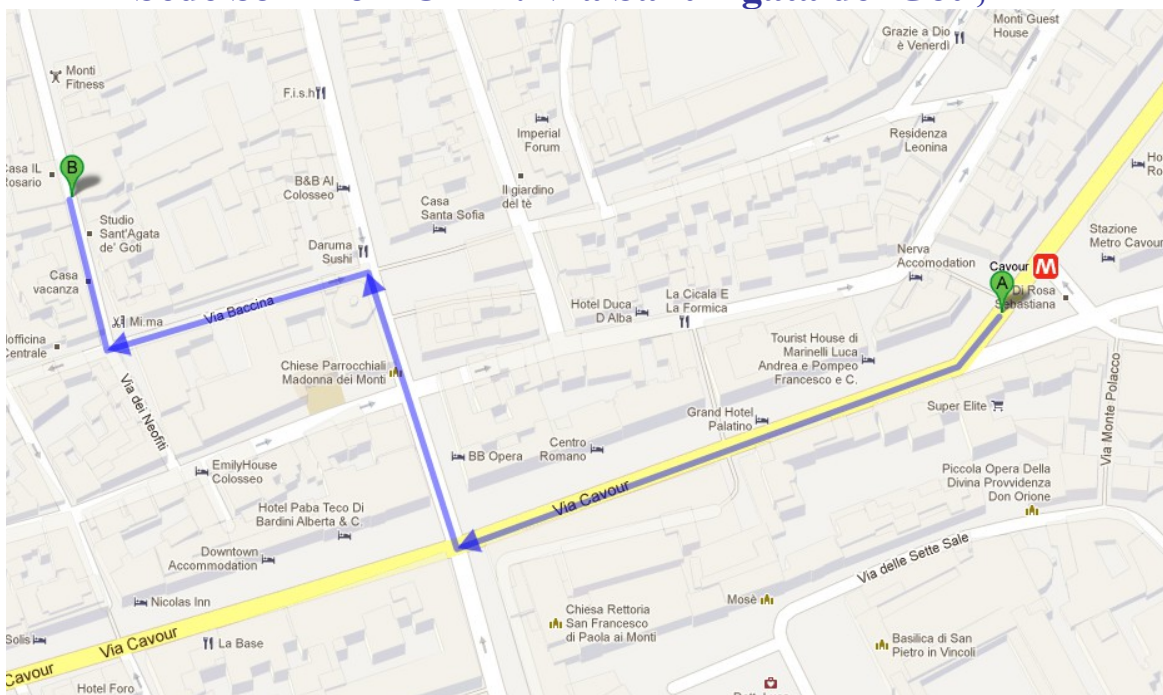 Monti Guest
House
Grazie a Dio
è Venerdì
Monti
Fitness
F.i.s.h
Imperial
Forum
Residenza
Leonina
B
Casa IL
Rosario
B&B Al
Colosseo
Il giardino
del tè
Casa
Santa Sofia
Studio
Sant'Agata
de' Goti
Stazione
Metro Cavour
Daruma
Sushi
Nerva
Accomodation
Cavour
M
A
Di Rosa
Sebastiana
Casa
vacanza
Via Baccina
Hotel Duca
D Alba
La Cicala E
La Formica
Mi.ma
Centrale
Tourist House di
Marinelli Luca
Andrea e Pompeo
Francesco e C.
Chiese Parrocchiali
Madonna dei Monti
Via dei Neofiti
Via Monte Polacco
Super Elite
Grand Hotel
Palatino
Centro
Romano
BB Opera
EmilyHouse
Colosseo
Via Cavour
Piccola Opera Della
Divina Provvidenza
Don Orione
Hotel Paba Teco Di
Bardini Alberta & C.
Downtown
Accommodation
Via delle Sette Sale
Nicolas Inn
Mosè
Chiesa Rettoria
San Francesco
di Paola ai Monti
Solis
Via Cavour
La Base
Basilica di San
Pietro in Vincoli
Cavour
Hotel Foro